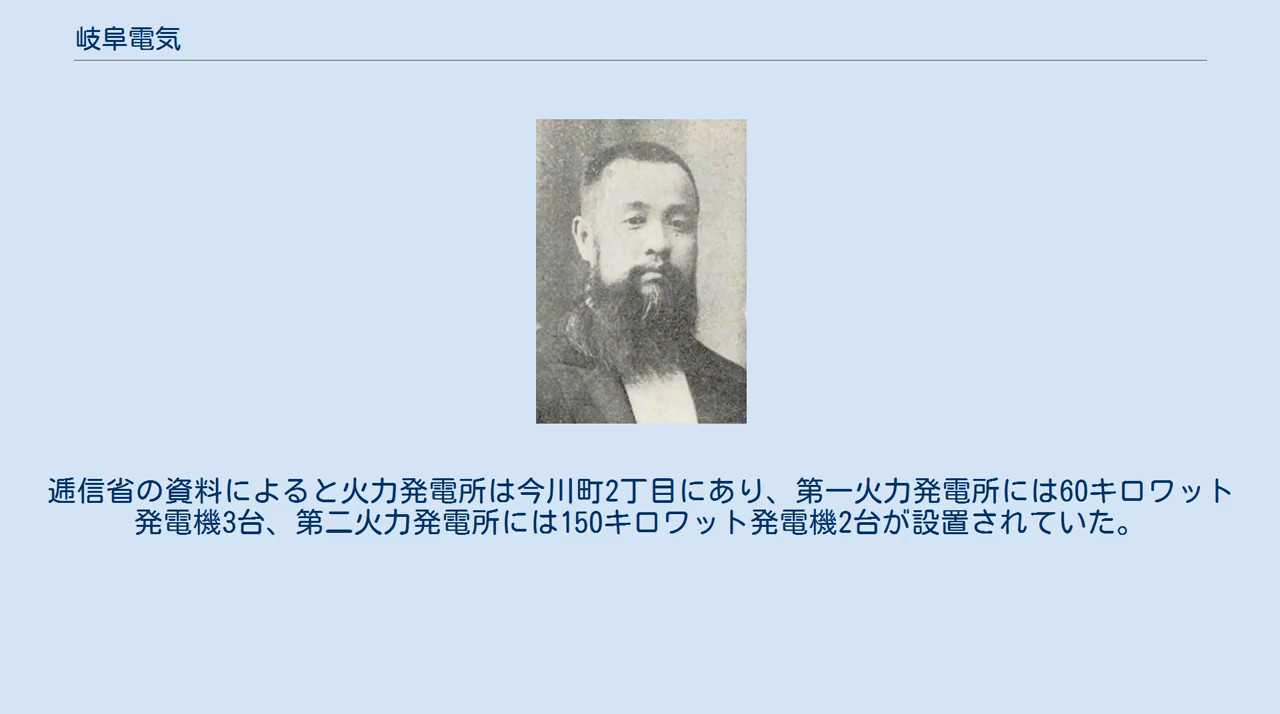 岐阜電気
逓信省の資料によると火力発電所は今川町2丁目にあり、第一火力発電所には60キロワット
発電機3台、第二火力発電所には150キロワット発電機2台が設置されていた。